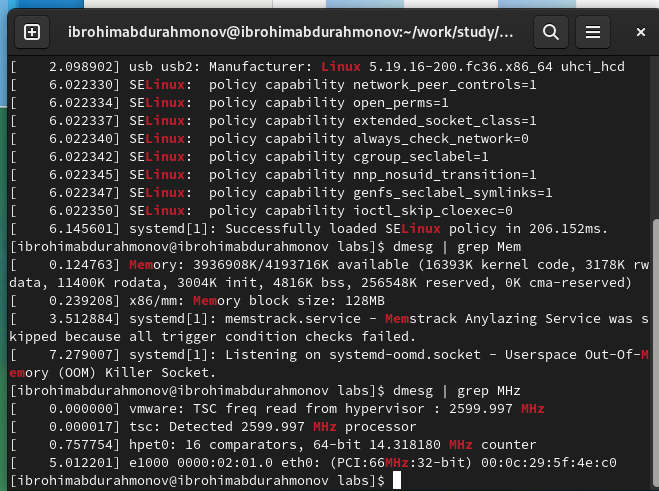 ibrohimabdurahmonov@ibrohimabdurahmonov:~/work/study/...
[    2.098902] usb usb2: Manufacturer: Linux 5.19.16-200.fc36.x86_64 uhci_hcd
[    6.022330] SELinux:  policy capability network_peer_controls=1
[    6.022334] SELinux:  policy capability open_perms=1
[    6.022337] SELinux:  policy capability extended_socket_class=1
[    6.022340] SELinux:  policy capability always_check_network=0
[    6.022342] SELinux:  policy capability cgroup_seclabel=1
[    6.022345] SELinux:  policy capability nnp_nosuid_transition=1
[    6.022347] SELinux:  policy capability genfs_seclabel_symlinks=1
[    6.022350] SELinux:  policy capability ioctl_skip_cloexec=0
[    6.145601] systemd[1]: Successfully loaded SELinux policy in 206.152ms.
[ibrohimabdurahmonov@ibrohimabdurahmonov labs]$ dmesg | grep Mem
[    0.124763] Memory: 3936908K/4193716K available (16393K kernel code, 3178K rw
data, 11400K rodata, 3004K init, 4816K bss, 256548K reserved, 0K cma-reserved)
[    0.239208] x86/mm: Memory block size: 128MB
[    3.512884] systemd[1]: memstrack.service - Memstrack Anylazing Service was s
kipped because all trigger condition checks failed.
[    7.279007] systemd[1]: Listening on systemd-oomd.socket - Userspace Out-Of-M
emory (OOM) Killer Socket.
[ibrohimabdurahmonov@ibrohimabdurahmonov labs]$ dmesg | grep MHz
[    0.000000] vmware: TSC freq read from hypervisor : 2599.997 MHz
[    0.000017] tsc: Detected 2599.997 MHz processor
[    0.757754] hpet0: 16 comparators, 64-bit 14.318180 MHz counter
[    5.012201] e1000 0000:02:01.0 eth0: (PCI:66MHz:32-bit) 00:0c:29:5f:4e:c0
[ibrohimabdurahmonov@ibrohimabdurahmonov labs]$